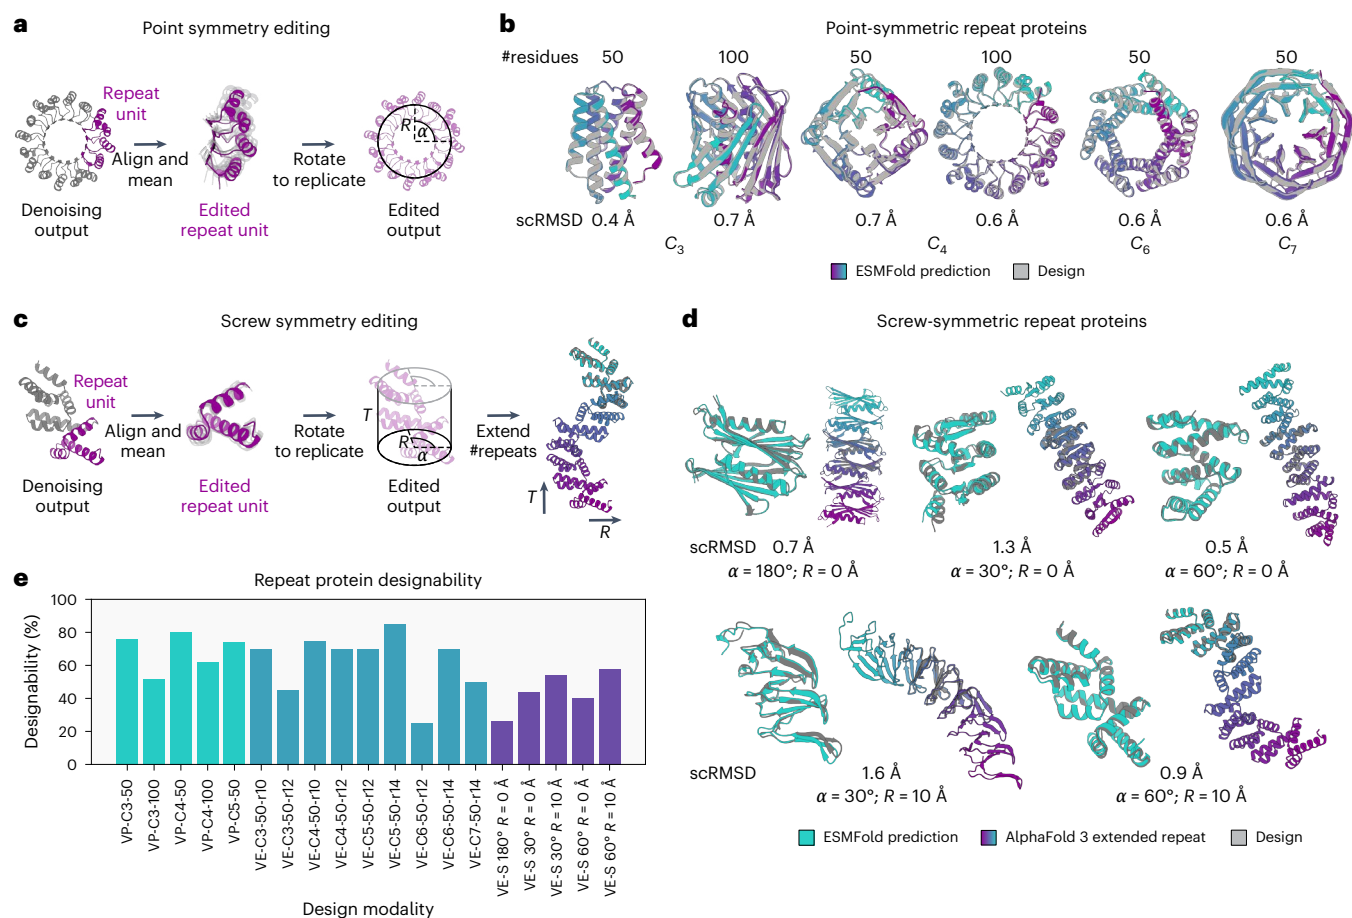 a
Point symmetry editing
Repeat
unit
Align and
mean
Rotate
to replicate
R
α
Denoising
output
Edited
repeat unit
Edited
output
b
Point-symmetric repeat proteins
#residues 50 100 50 100 50 50
scRMSD 0.4 Å 0.7 Å 0.7 Å 0.6 Å 0.6 Å 0.6 Å
C3 C4 C6 C7
ESMFold prediction Design
c
Screw symmetry editing
Repeat
unit
Align and
mean
Rotate
to replicate
T
R
α
Extend
#repeats
T
R
Denoising
output
Edited
repeat unit
Edited
output
d
Screw-symmetric repeat proteins
scRMSD 0.7 Å 1.3 Å 0.5 Å
α = 180°; R = 0 Å α = 30°; R = 0 Å α = 60°; R = 0 Å
scRMSD 1.6 Å 0.9 Å
α = 30°; R = 10 Å α = 60°; R = 10 Å
ESMFold prediction AlphaFold 3 extended repeat Design
e
Repeat protein designability
Designability (%)
100
80
60
40
20
0
VP-C3-50
VP-C3-100
VP-C4-50
VP-C4-100
VP-C5-50
VE-C3-50-r10
VE-C3-50-r12
VE-C4-50-r10
VE-C4-50-r12
VE-C5-50-r12
VE-C5-50-r14
VE-C6-50-r12
VE-C6-50-r14
VE-C7-50-r14
VE-S 180° R = 0 Å
VE-S 30° R = 0 Å
VE-S 30° R = 10 Å
VE-S 60° R = 0 Å
VE-S 60° R = 10 Å
Design modality